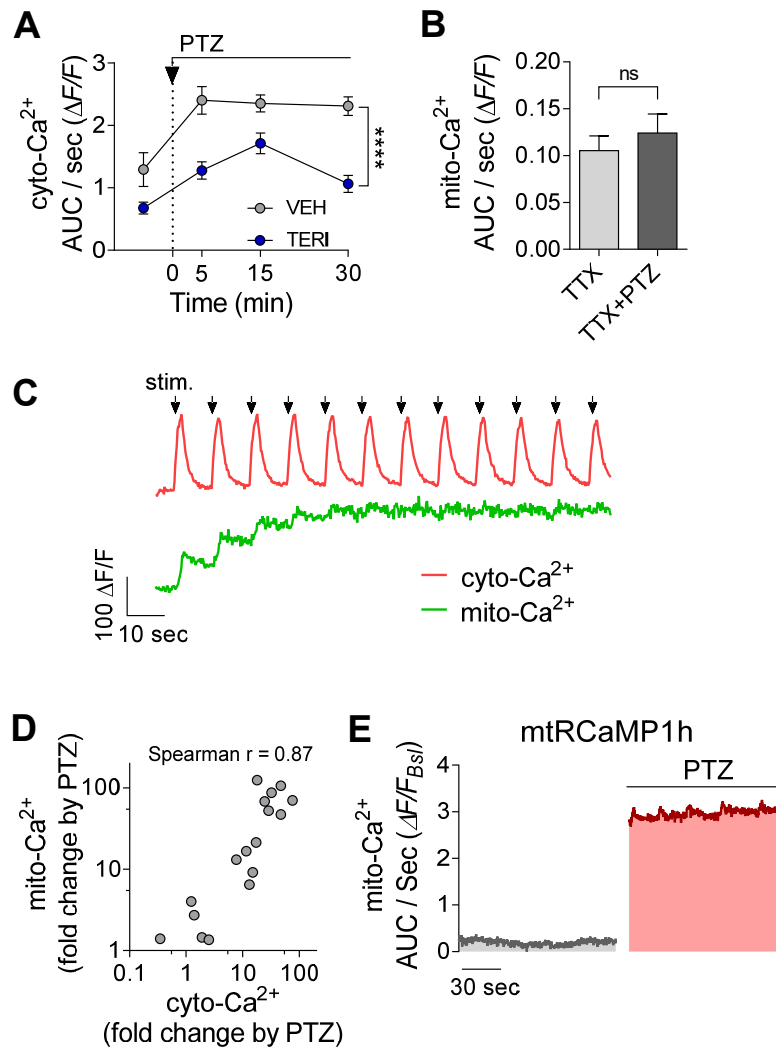 A
PTZ
cyto-Ca²⁺
AUC / sec (ΔF/F)
3
2
1
0
****
VEH
TERI
0 5 15 30
Time (min)
B
mito-Ca²⁺
AUC / sec (ΔF/F)
0.20
0.15
0.10
0.05
0.00
ns
TTX
TTX+PTZ
C
stim.
100 ΔF/F
10 sec
cyto-Ca²⁺
mito-Ca²⁺
D
Spearman r = 0.87
mito-Ca²⁺
(fold change by PTZ)
100
10
1
0.1 1 10 100
cyto-Ca²⁺
(fold change by PTZ)
E
mtRCaMP1h
PTZ
mito-Ca²⁺
AUC / Sec (ΔF/F_Bsl)
4
3
2
1
0
30 sec